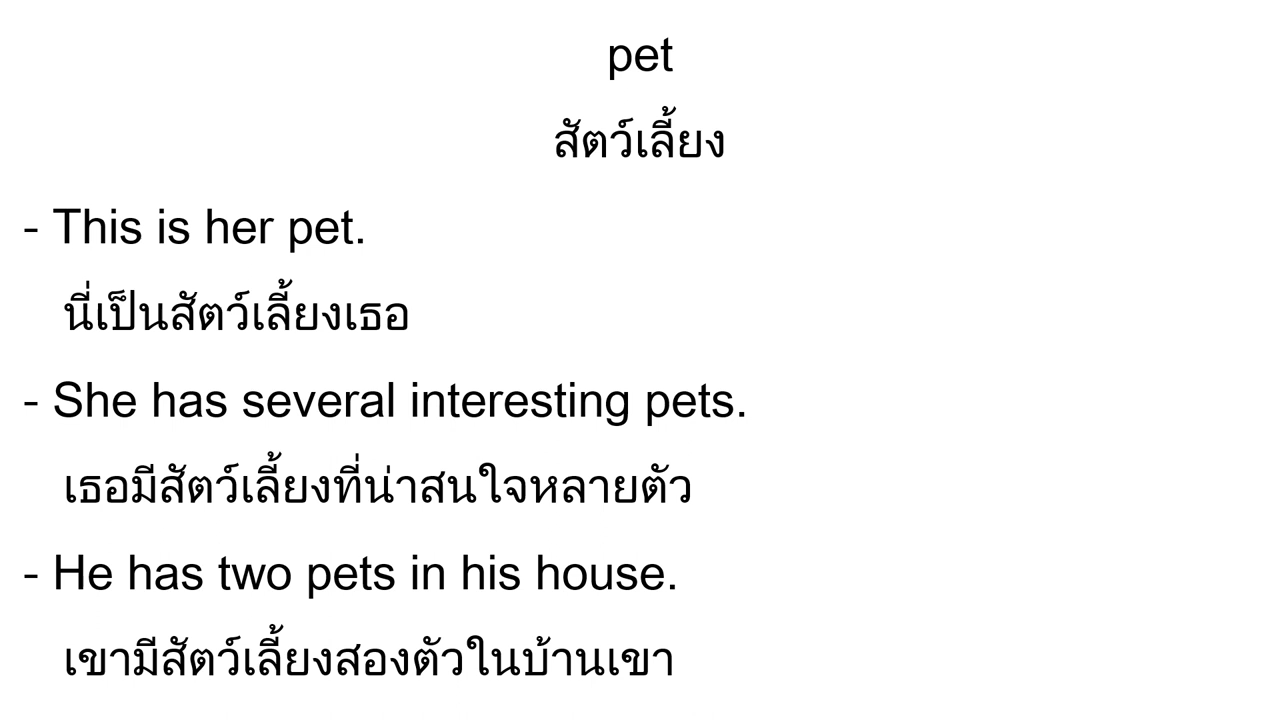 pet
สัตว์เลี้ยง
- This is her pet.
นี่เป็นสัตว์เลี้ยงเธอ
- She has several interesting pets.
เธอมีสัตว์เลี้ยงที่น่าสนใจหลายตัว
- He has two pets in his house.
เขามีสัตว์เลี้ยงสองตัวในบ้านเขา